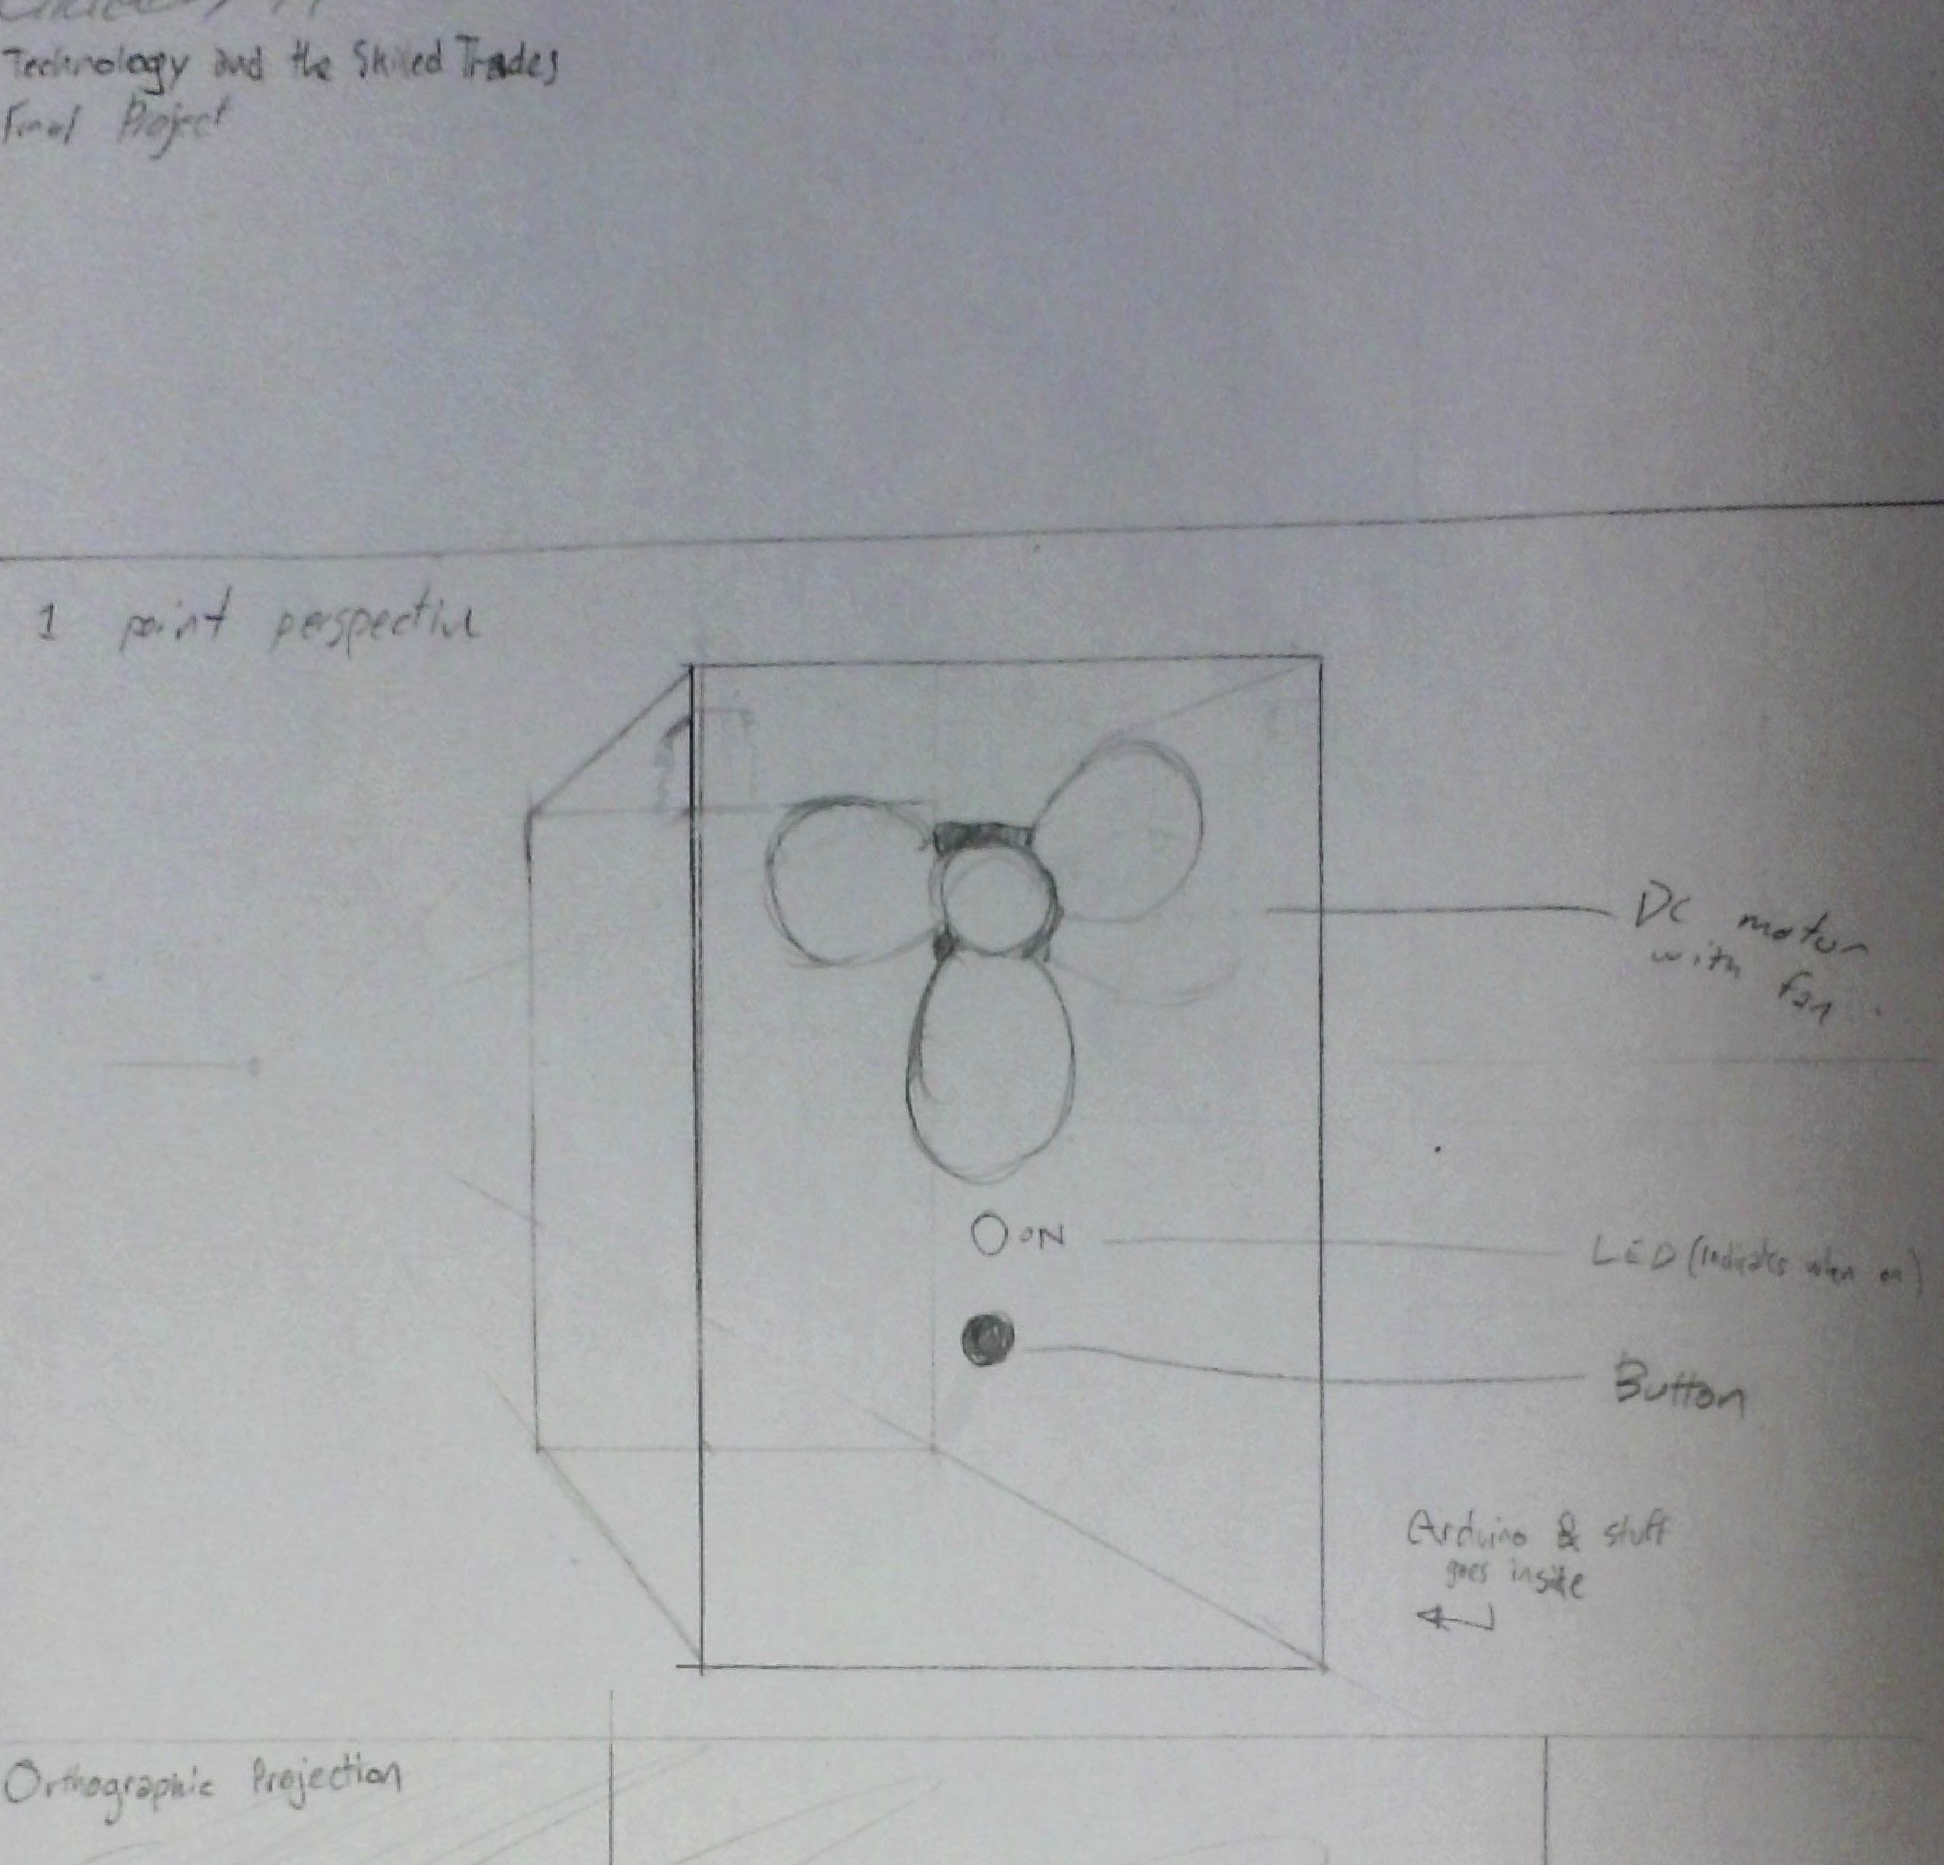 Technology and the Skilled Trades
Final Project
1 point perspective
DC motor
with fan
ON
LED (Indicates when on)
Button
Arduino & stuff
goes inside
Orthographic Projection